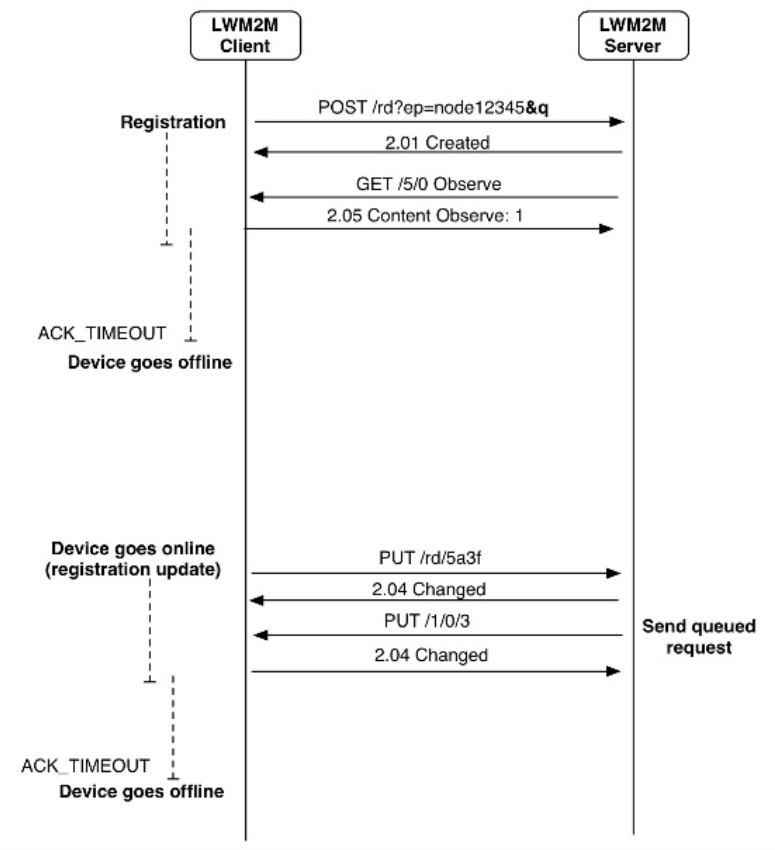 LWM2M
Client
LWM2M
Server
POST /rd?ep=node12345&q
Registration
2.01 Created
GET /5/0 Observe
2.05 Content Observe: 1
ACK_TIMEOUT
Device goes offline
Device goes online
(registration update)
PUT /rd/5a3f
2.04 Changed
PUT /1/0/3
Send queued
request
2.04 Changed
ACK_TIMEOUT
Device goes offline